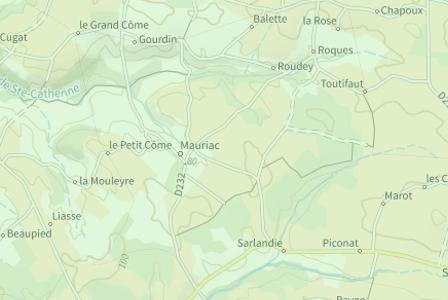 Chapoux
Balette
la Rose
le Grand Côme
Cugat
Gourdin
Roques
Roudey
Toutifaut
de-Ste-Catherine
Mauriac
le Petit Côme
80
la Mouleyre
D232
Marot
Liasse
Beaupied
Sarlandie
Piconat
100